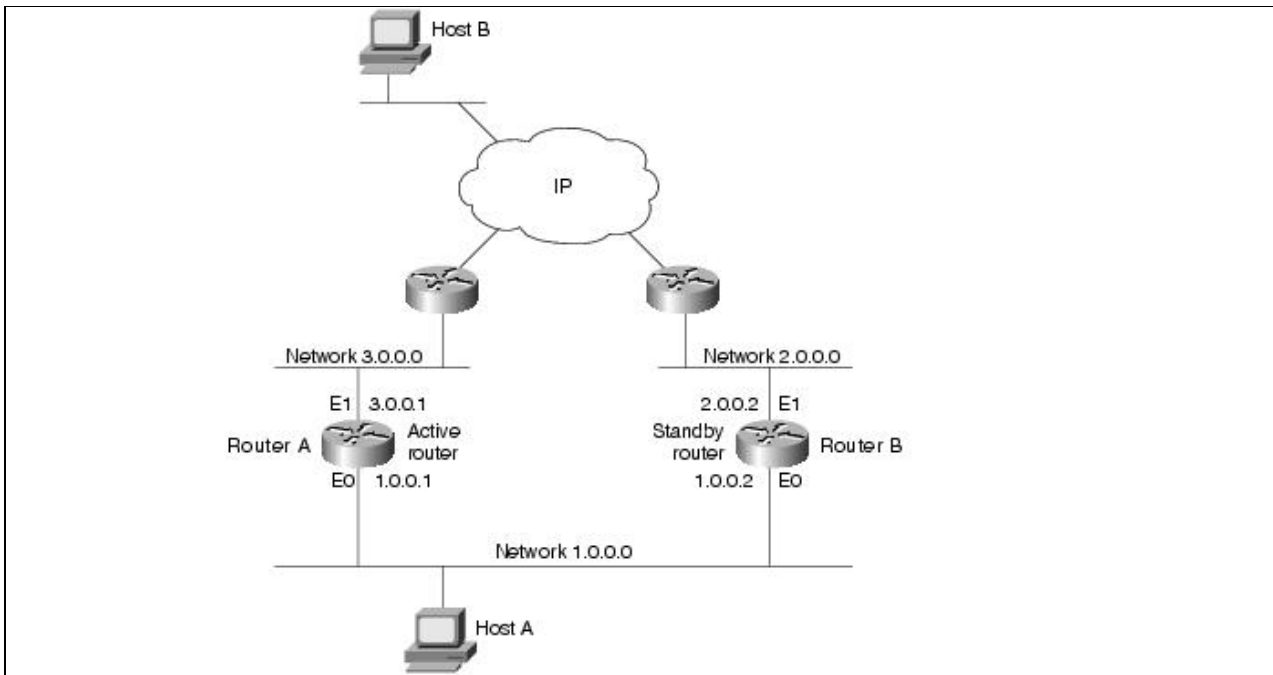 Host B
IP
Network 3.0.0.0
Network 2.0.0.0
E1 3.0.0.1
2.0.0.2 E1
Router A
Active router
Standby router
Router B
E0 1.0.0.1
1.0.0.2 E0
Network 1.0.0.0
Host A